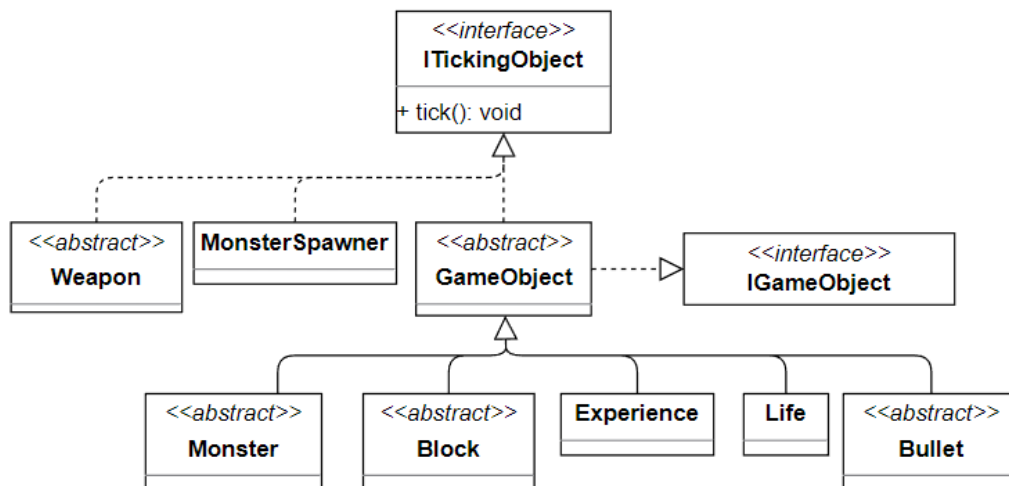 <<interface>>
ITickingObject
+ tick(): void
<<abstract>>
Weapon
MonsterSpawner
<<abstract>>
GameObject
<<interface>>
IGameObject
<<abstract>>
Monster
<<abstract>>
Block
Experience
Life
<<abstract>>
Bullet